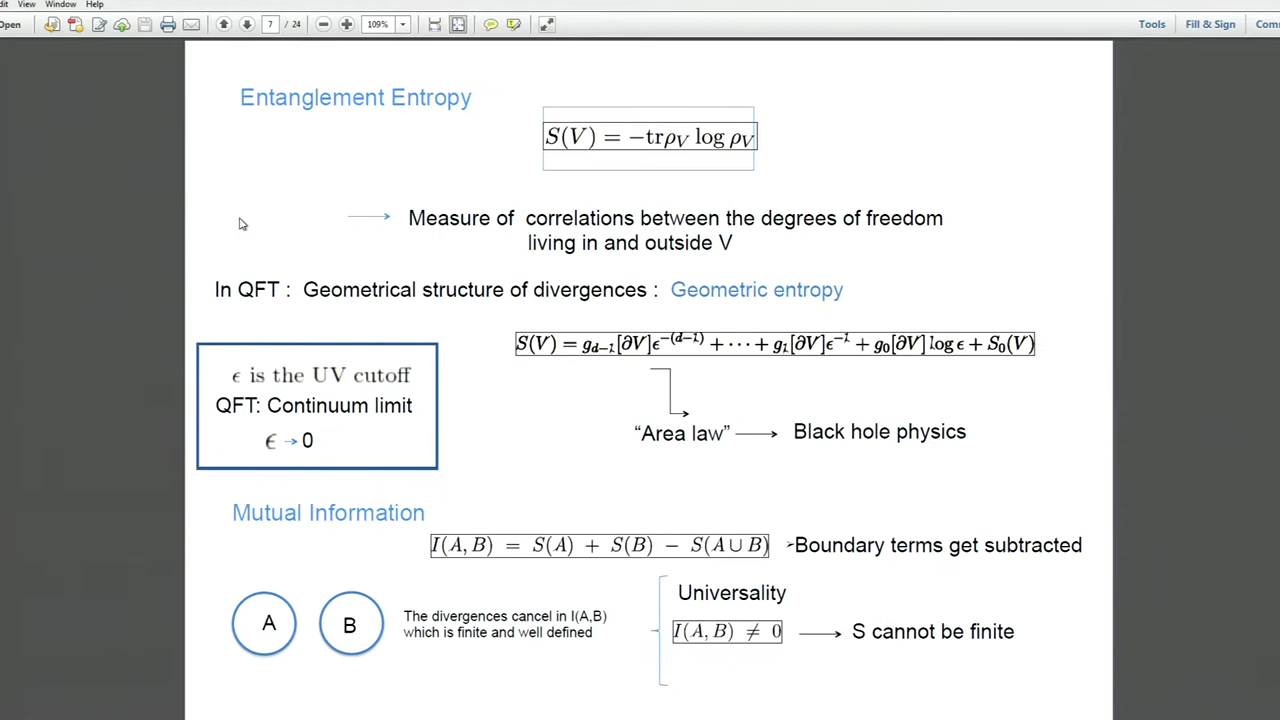 View Window Help
Open 7 / 24 109% Tools Fill & Sign
Entanglement Entropy
S(V) = −trρ_V log ρ_V
Measure of correlations between the degrees of freedom
living in and outside V
In QFT : Geometrical structure of divergences : Geometric entropy
S(V) = g_{d−1}[∂V]ϵ^{−(d−1)} + ··· + g_1[∂V]ϵ^{−1} + g_0[∂V] log ϵ + S_0(V)
ϵ is the UV cutoff
QFT: Continuum limit
ϵ → 0
“Area law” → Black hole physics
Mutual Information
I(A, B) = S(A) + S(B) − S(A ∪ B) ➢Boundary terms get subtracted
A B
The divergences cancel in I(A,B)
which is finite and well defined
Universality
I(A, B) ≠ 0 → S cannot be finite